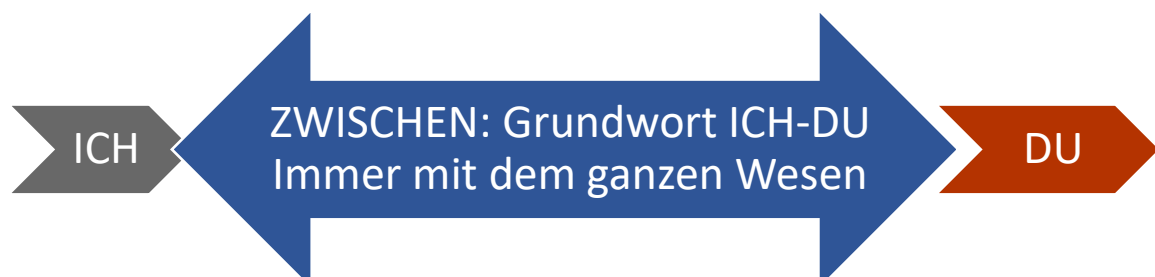 ICH
ZWISCHEN: Grundwort ICH-DU
Immer mit dem ganzen Wesen
DU